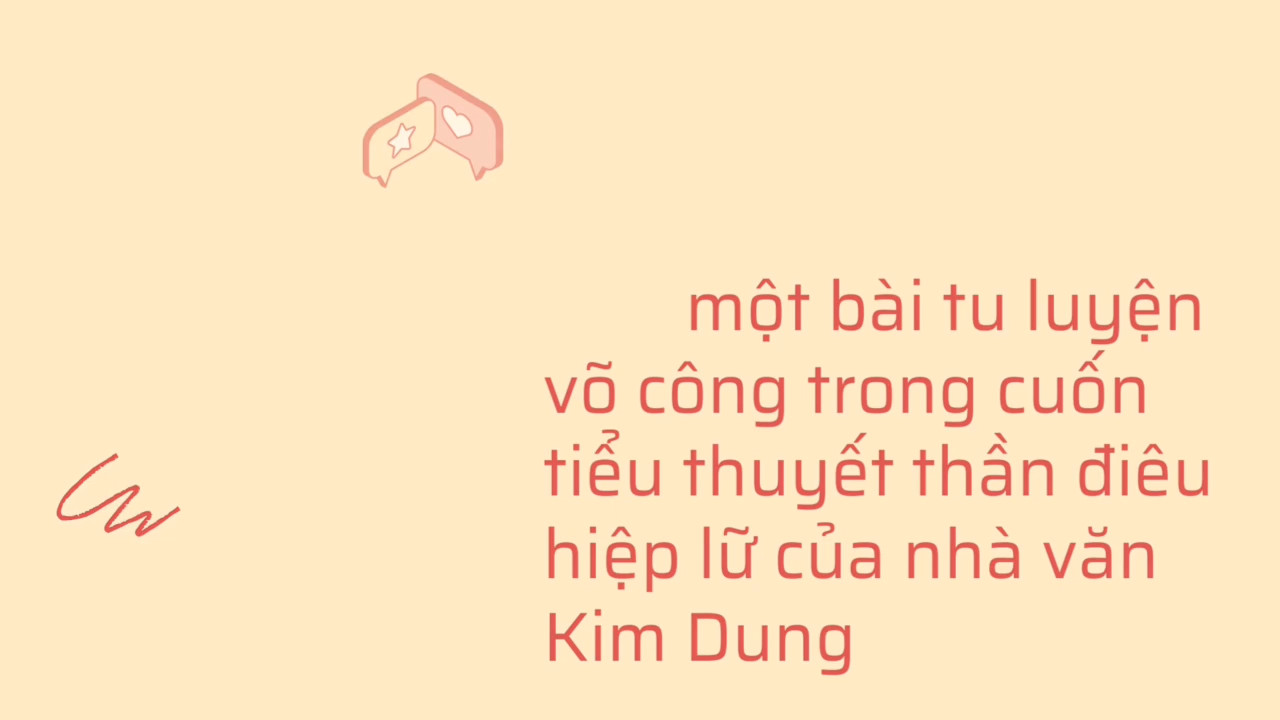 một bài tu luyện
võ công trong cuốn
tiểu thuyết thần điêu
hiệp lữ của nhà văn
Kim Dung